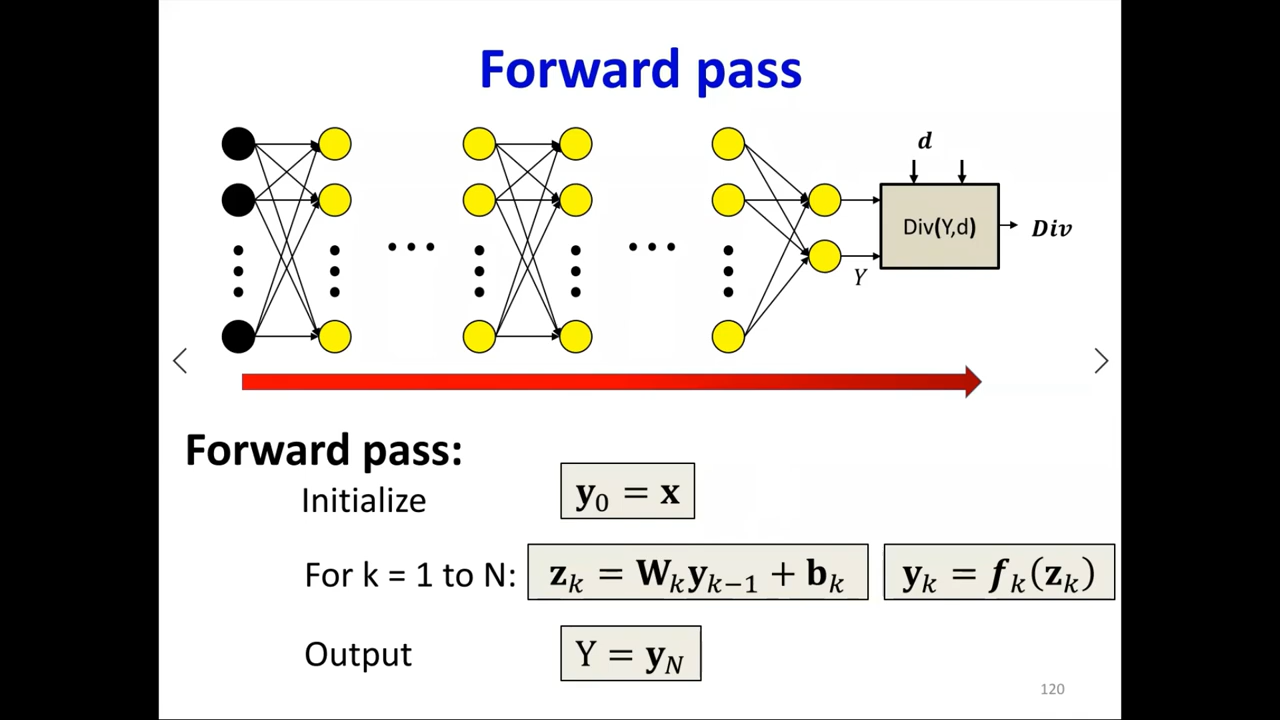 Forward pass
d
Div(Y,d)
Div
Y
Forward pass:
Initialize y₀ = x
For k = 1 to N: zₖ = Wₖyₖ₋₁ + bₖ yₖ = fₖ(zₖ)
Output Y = y_N
120